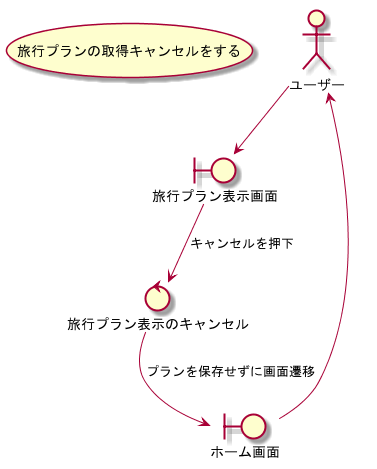 旅行プランの取得キャンセルをする
ユーザー
旅行プラン表示画面
キャンセルを押下
旅行プラン表示のキャンセル
プランを保存せずに画面遷移
ホーム画面